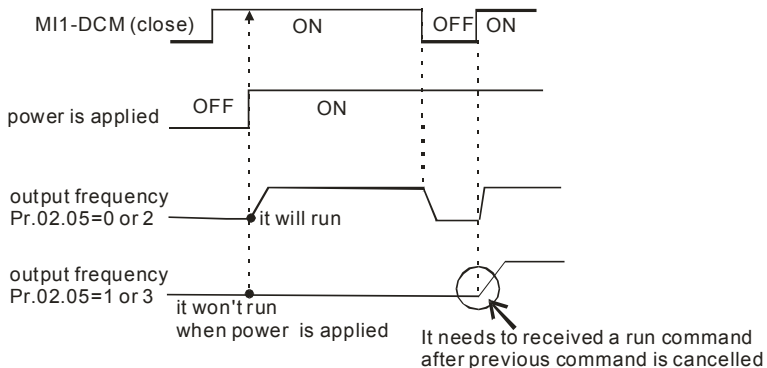 MI1-DCM (close)
ON
OFF
ON
power is applied
OFF
ON
output frequency
Pr.02.05=0 or 2
it will run
output frequency
Pr.02.05=1 or 3
it won't run
when power is applied
It needs to received a run command
after previous command is cancelled